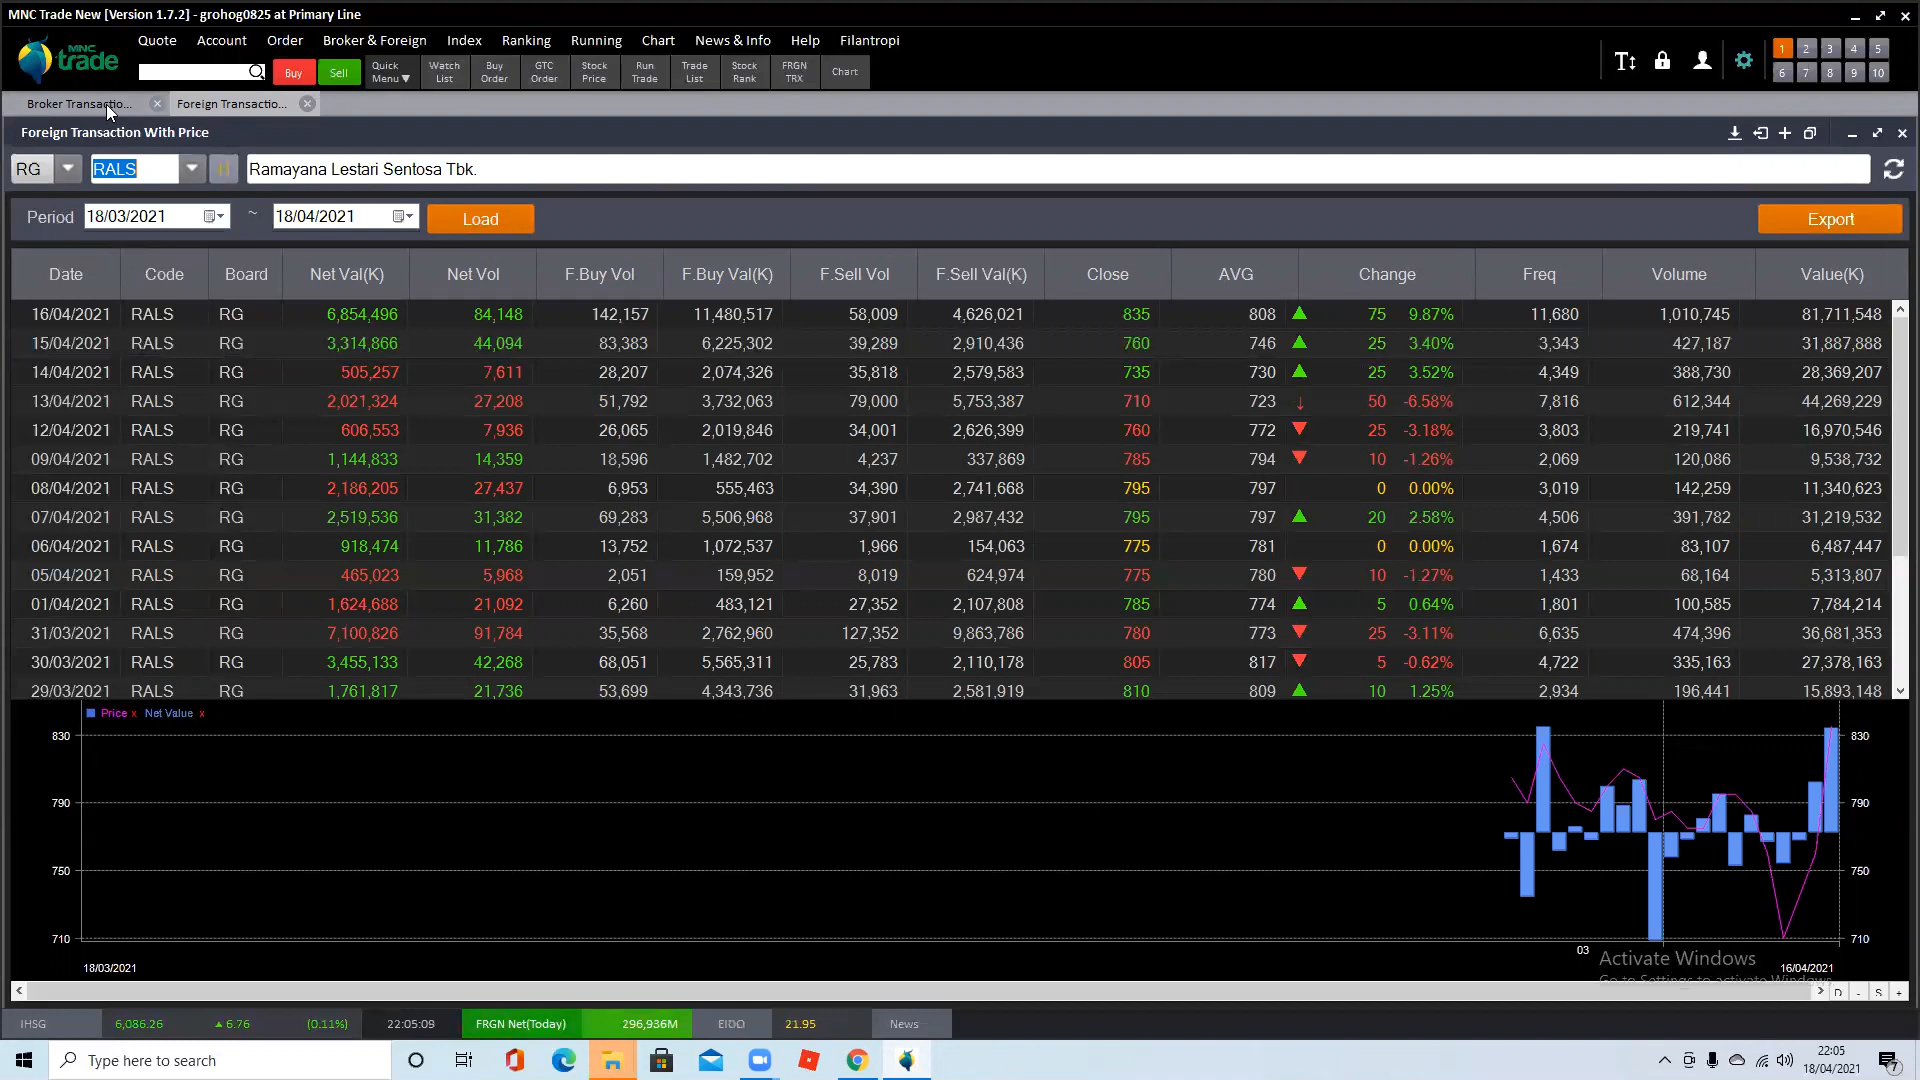 MNC Trade New [Version 1.7.2] - grohog0825 at Primary Line
MNC trade
Quote Account Order Broker & Foreign Index Ranking Running Chart News & Info Help Filantropi
Buy Sell Quick Menu▼ Watch List Buy Order GTC Order Stock Price Run Trade Trade List Stock Rank FRGN TRX Chart
1 2 3 4 5
6 7 8 9 10
Broker Transactio... Foreign Transactio...
Foreign Transaction With Price
RG RALS Ramayana Lestari Sentosa Tbk.
Period 18/03/2021 ~ 18/04/2021 Load Export
Date Code Board Net Val(K) Net Vol F.Buy Vol F.Buy Val(K) F.Sell Vol F.Sell Val(K) Close AVG Change Freq Volume Value(K)
16/04/2021 RALS RG 6,854,496 84,148 142,157 11,480,517 58,009 4,626,021 835 808 75 9.87% 11,680 1,010,745 81,711,548
15/04/2021 RALS RG 3,314,866 44,094 83,383 6,225,302 39,289 2,910,436 760 746 25 3.40% 3,343 427,187 31,887,888
14/04/2021 RALS RG 505,257 7,611 28,207 2,074,326 35,818 2,579,583 735 730 25 3.52% 4,349 388,730 28,369,207
13/04/2021 RALS RG 2,021,324 27,208 51,792 3,732,063 79,000 5,753,387 710 723 50 -6.58% 7,816 612,344 44,269,229
12/04/2021 RALS RG 606,553 7,936 26,065 2,019,846 34,001 2,626,399 760 772 25 -3.18% 3,803 219,741 16,970,546
09/04/2021 RALS RG 1,144,833 14,359 18,596 1,482,702 4,237 337,869 785 794 10 -1.26% 2,069 120,086 9,538,732
08/04/2021 RALS RG 2,186,205 27,437 6,953 555,463 34,390 2,741,668 795 797 0 0.00% 3,019 142,259 11,340,623
07/04/2021 RALS RG 2,519,536 31,382 69,283 5,506,968 37,901 2,987,432 795 797 20 2.58% 4,506 391,782 31,219,532
06/04/2021 RALS RG 918,474 11,786 13,752 1,072,537 1,966 154,063 775 781 0 0.00% 1,674 83,107 6,487,447
05/04/2021 RALS RG 465,023 5,968 2,051 159,952 8,019 624,974 775 780 10 -1.27% 1,433 68,164 5,313,807
01/04/2021 RALS RG 1,624,688 21,092 6,260 483,121 27,352 2,107,808 785 774 5 0.64% 1,801 100,585 7,784,214
31/03/2021 RALS RG 7,100,826 91,784 35,568 2,762,960 127,352 9,863,786 780 773 25 -3.11% 6,635 474,396 36,681,353
30/03/2021 RALS RG 3,455,133 42,268 68,051 5,565,311 25,783 2,110,178 805 817 5 -0.62% 4,722 335,163 27,378,163
29/03/2021 RALS RG 1,761,817 21,736 53,699 4,343,736 31,963 2,581,919 810 809 10 1.25% 2,934 196,441 15,893,148
Price x Net Value x
830 830
790 790
750 750
710 710
03
Activate Windows
Go to Settings to activate Windows.
18/03/2021 16/04/2021
D - S +
IHSG 6,086.26 ▲ 6.76 (0.11%) 22:05:09 FRGN Net(Today) 296,936M EIDO 21.95 News
Type here to search
22:05
18/04/2021
7